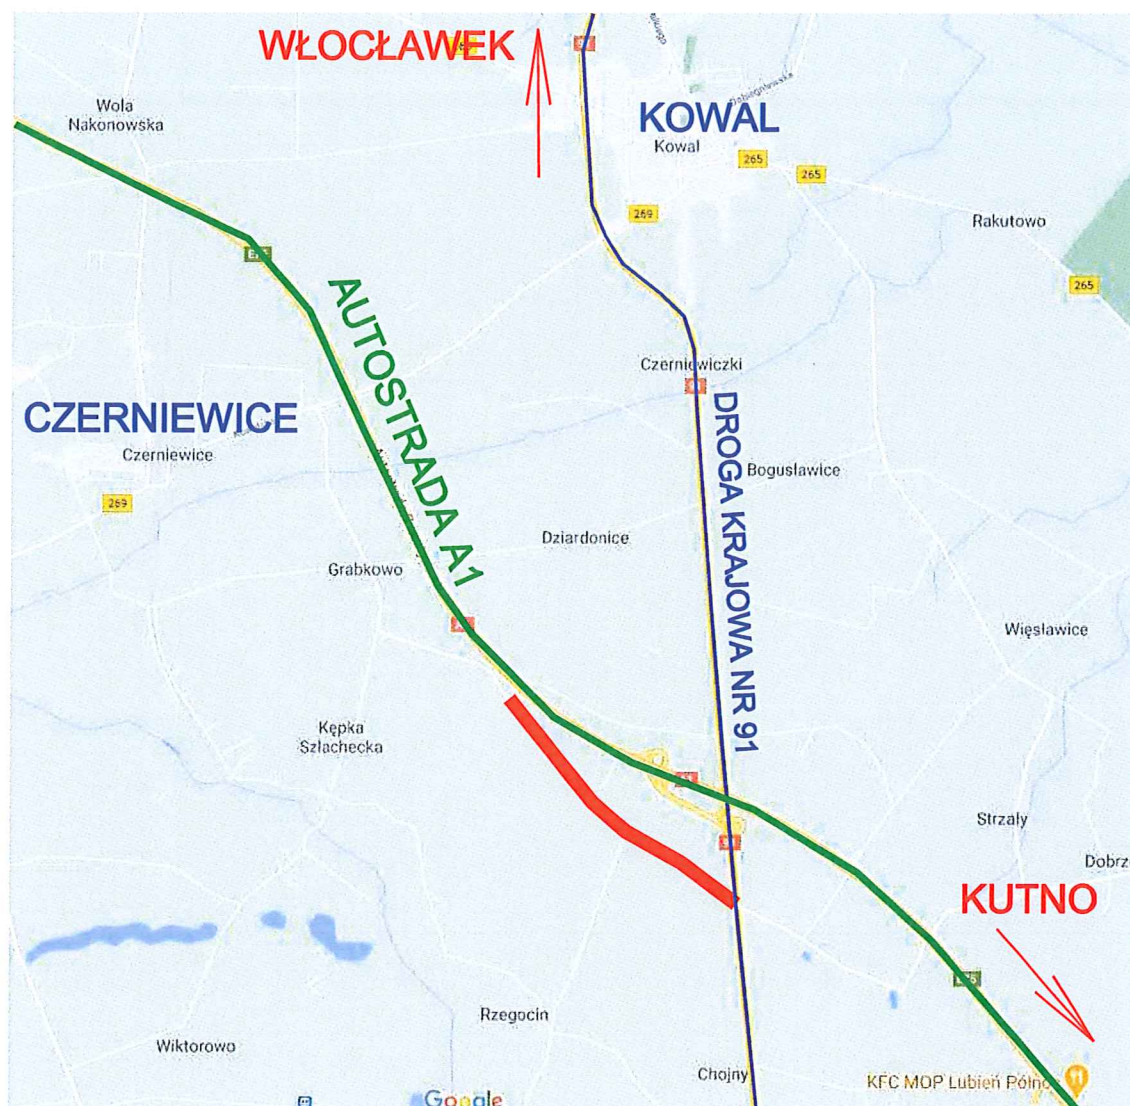 WŁOCŁAWEK
Wola
Nakonowska
KOWAL
Kowal
265
265
269
Rakutowo
265
AUTOSTRADA A1
Czerniewiczki
CZERNIEWICE
Czerniewice
269
DROGA KRAJOWA NR 91
Bogusławice
Dziardonice
Grabkowo
Więsławice
Kępka
Szlachecka
Strzały
Dobrz
KUTNO
Rzegocin
Wiktorowo
Chojny
KFC MOP Lubień Północ
Google